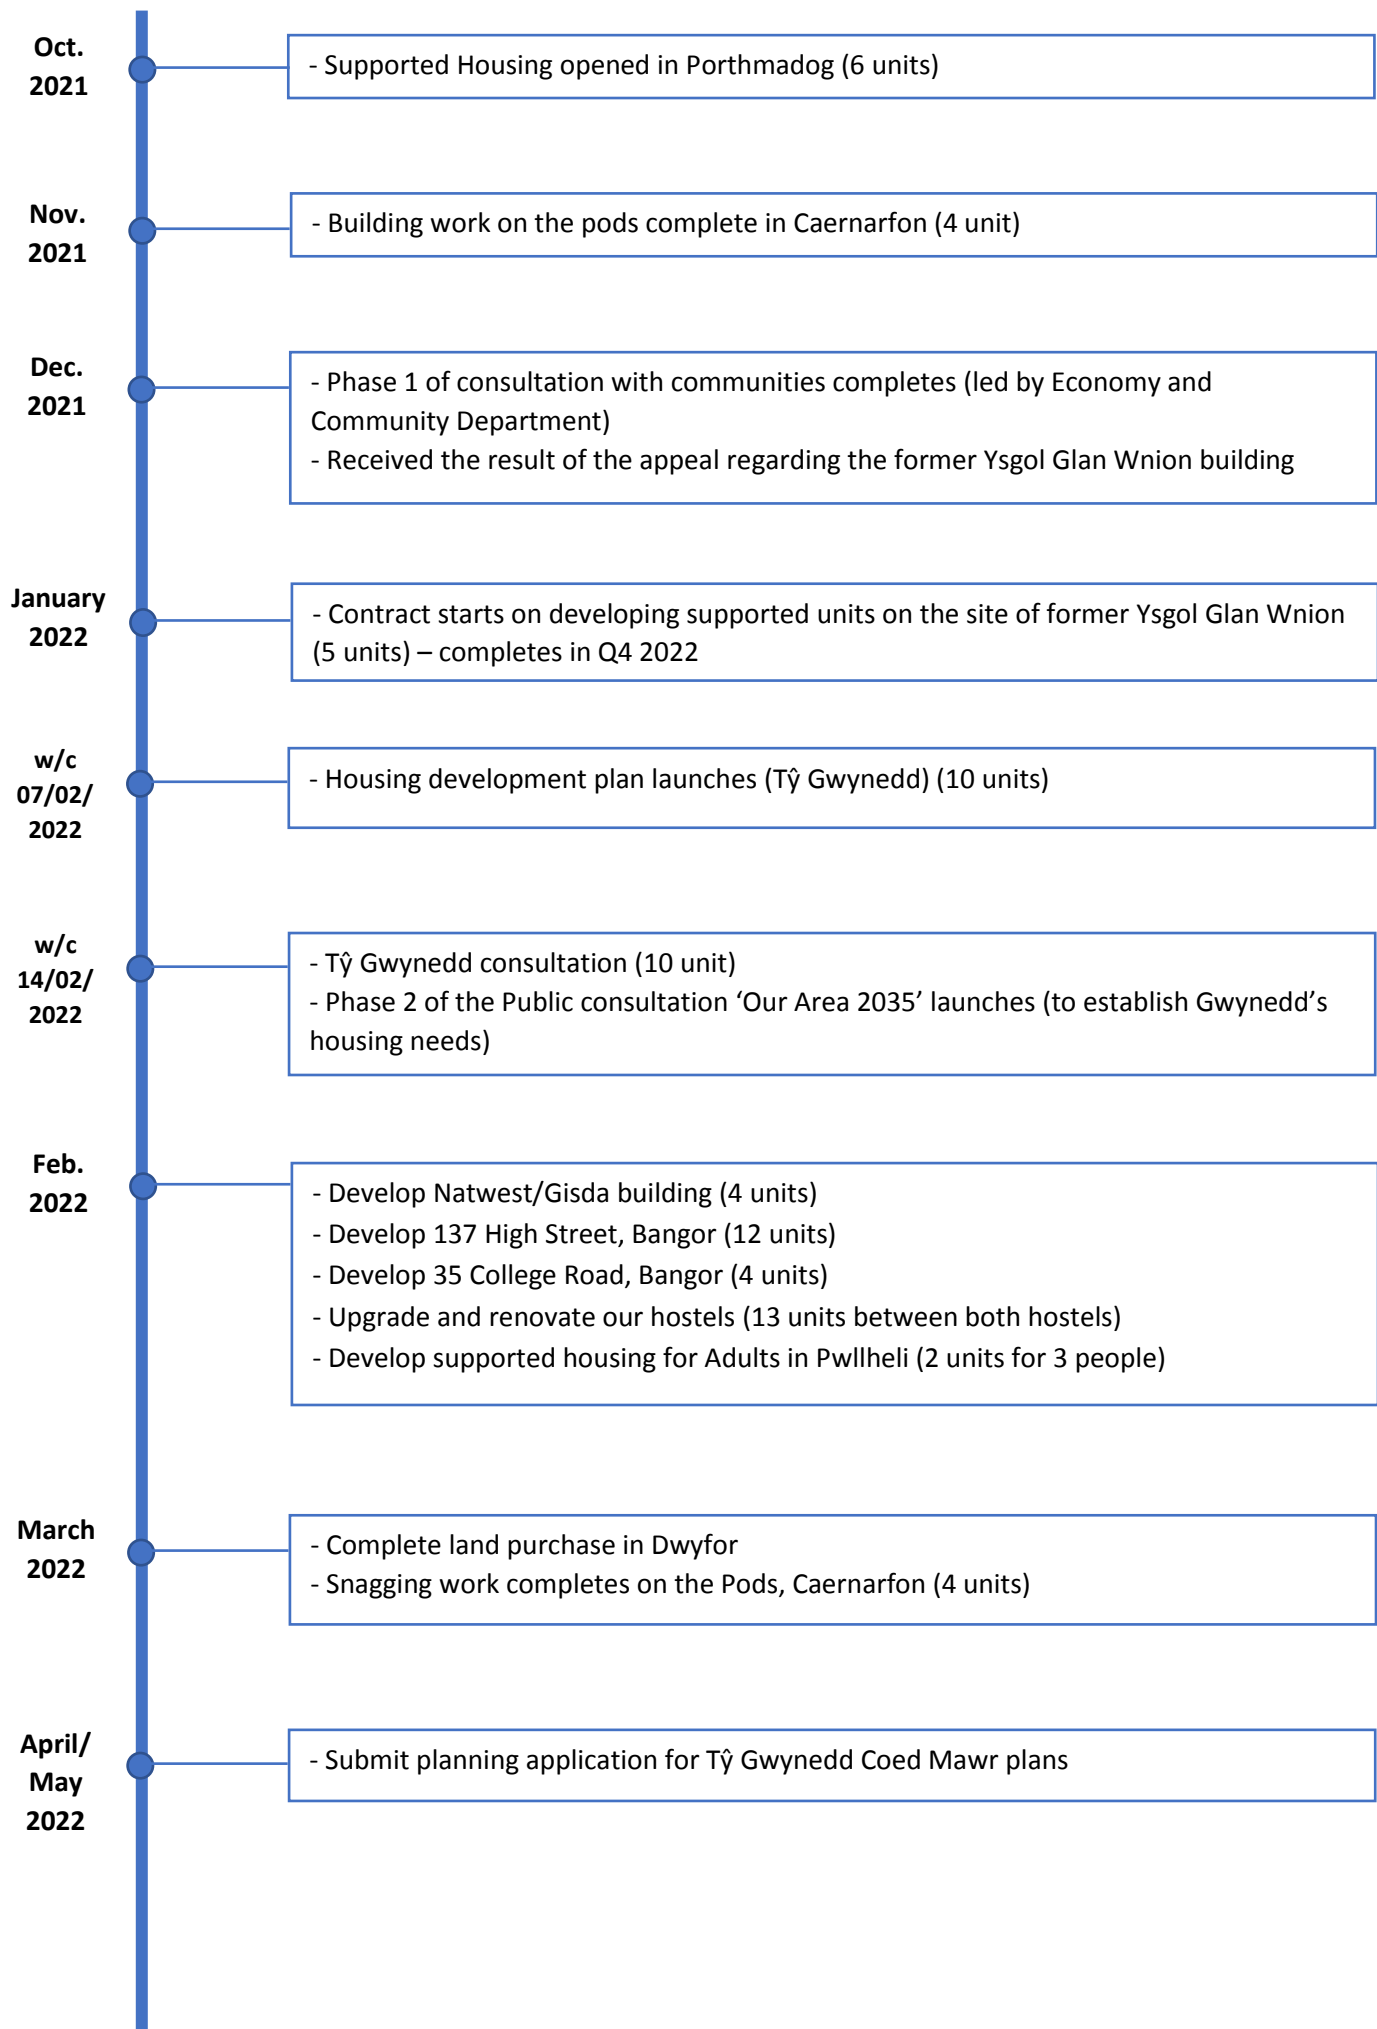 Oct.
2021
- Supported Housing opened in Porthmadog (6 units)
Nov.
2021
- Building work on the pods complete in Caernarfon (4 unit)
Dec.
2021
- Phase 1 of consultation with communities completes (led by Economy and
Community Department)
- Received the result of the appeal regarding the former Ysgol Glan Wnion building
January
2022
- Contract starts on developing supported units on the site of former Ysgol Glan Wnion
(5 units) – completes in Q4 2022
w/c
07/02/
2022
- Housing development plan launches (Tŷ Gwynedd) (10 units)
w/c
14/02/
2022
- Tŷ Gwynedd consultation (10 unit)
- Phase 2 of the Public consultation ‘Our Area 2035’ launches (to establish Gwynedd’s
housing needs)
Feb.
2022
- Develop Natwest/Gisda building (4 units)
- Develop 137 High Street, Bangor (12 units)
- Develop 35 College Road, Bangor (4 units)
- Upgrade and renovate our hostels (13 units between both hostels)
- Develop supported housing for Adults in Pwllheli (2 units for 3 people)
March
2022
- Complete land purchase in Dwyfor
- Snagging work completes on the Pods, Caernarfon (4 units)
April/
May
2022
- Submit planning application for Tŷ Gwynedd Coed Mawr plans